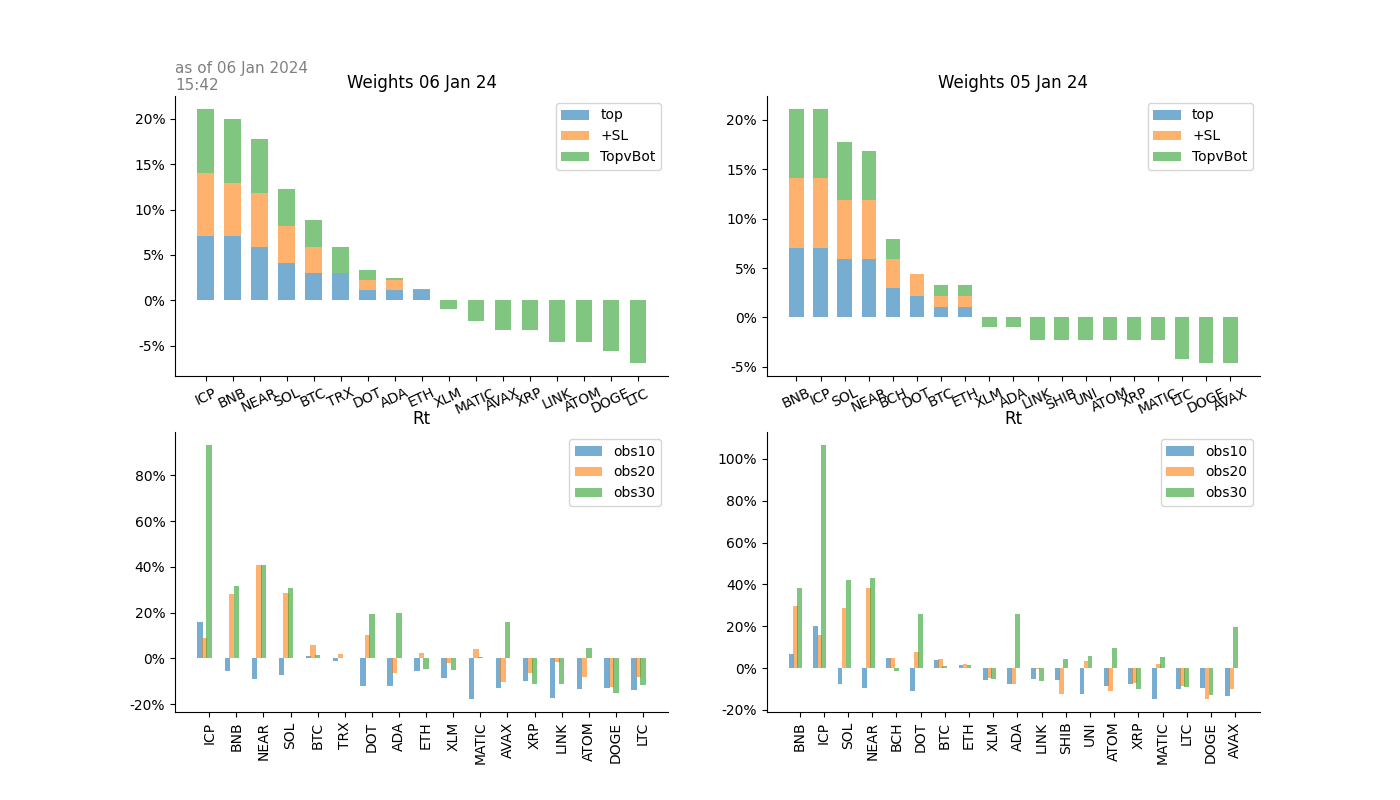 as of 06 Jan 2024
15:42
Weights 06 Jan 24
top
+SL
TopvBot
20%
15%
10%
5%
0%
-5%
ICP BNB NEAR SOL BTC TRX DOT ADA ETH XLM MATIC AVAX XRP LINK ATOM DOGE LTC
Weights 05 Jan 24
top
+SL
TopvBot
20%
15%
10%
5%
0%
-5%
BNB ICP SOL NEAR BCH DOT BTC ETH XLM ADA LINK SHIB UNI ATOM XRP MATIC LTC DOGE AVAX
Rt
obs10
obs20
obs30
80%
60%
40%
20%
0%
-20%
ICP BNB NEAR SOL BTC TRX DOT ADA ETH XLM MATIC AVAX XRP LINK ATOM DOGE LTC
Rt
obs10
obs20
obs30
100%
80%
60%
40%
20%
0%
-20%
BNB ICP SOL NEAR BCH DOT BTC ETH XLM ADA LINK SHIB UNI ATOM XRP MATIC LTC DOGE AVAX